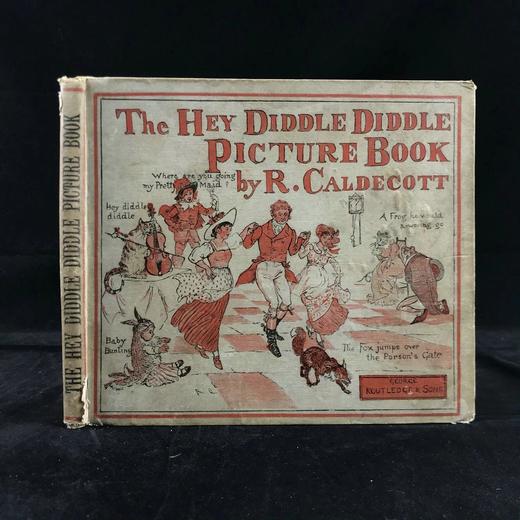 THE HEY DIDDLE DIDDLE PICTURE BOOK
The HEY DIDDLE DIDDLE
PICTURE BOOK
by R. CALDECOTT
Where are you going
my Pretty Maid?
Hey diddle
diddle
A Frog he would
a-wooing go
Baby
Bunting
The Fox jumps over
the Parson's Gate
GEORGE
ROUTLEDGE & SONS